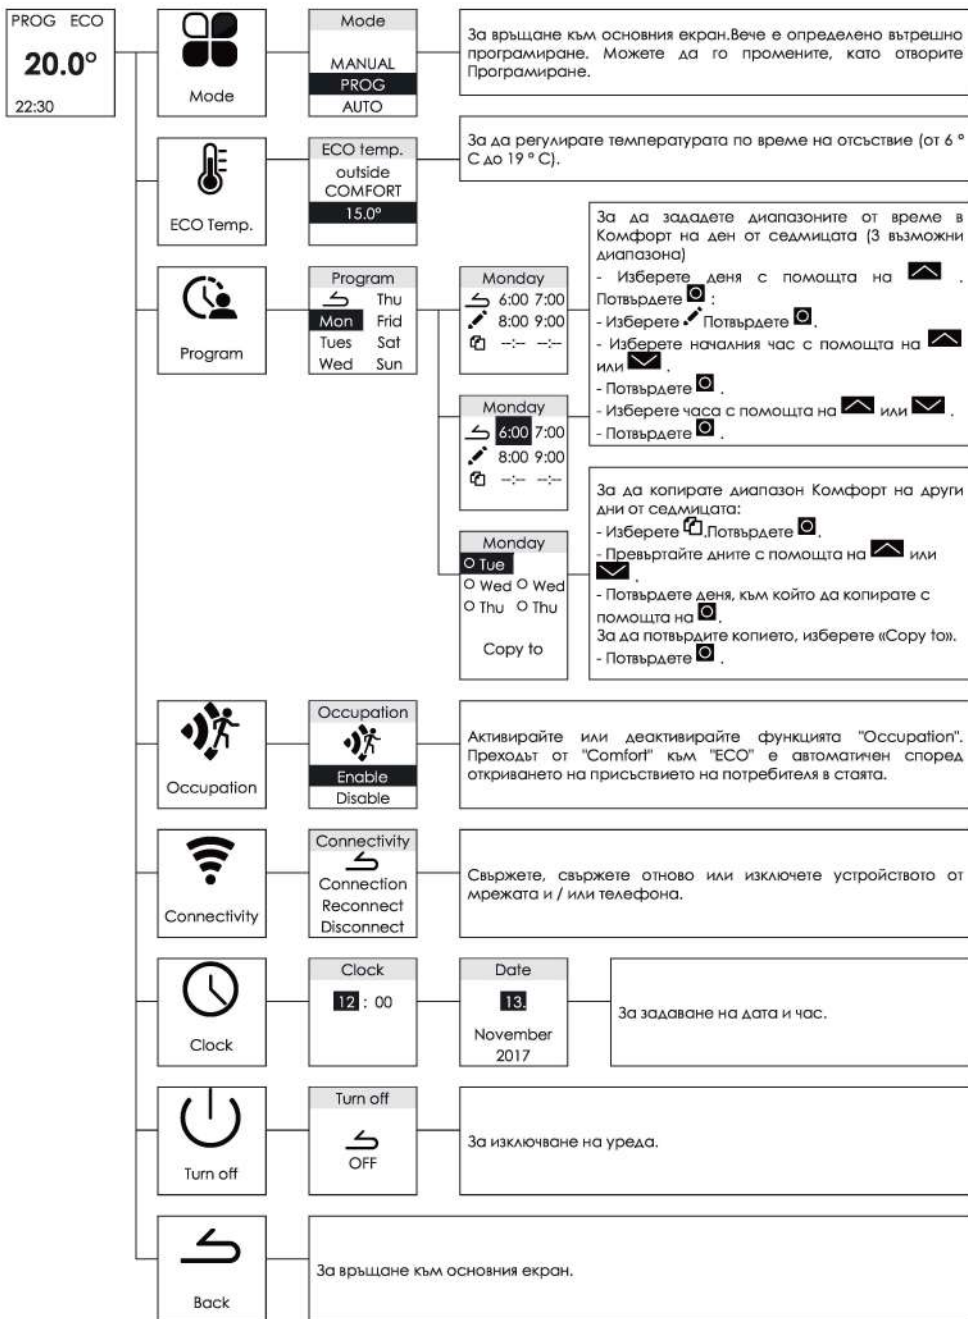 PROG ECO
20.0°
22:30
Mode
Mode
MANUAL
PROG
AUTO
За връщане към основния екран.Вече е определено вътрешно
програмиране. Можете да го промените, като отворите
Програмиране.
ECO Temp.
ECO temp.
outside
COMFORT
15.0°
За да регулирате температурата по време на отсъствие (от 6 °
C до 19 ° C).
Program
Program
Thu
Mon Frid
Tues Sat
Wed Sun
Monday
6:00 7:00
8:00 9:00
--:-- --:--
За да зададете диапазоните от време в
Комфорт на ден от седмицата (3 възможни
диапазона)
- Изберете деня с помощта на .
Потвърдете :
- Изберете Потвърдете .
- Изберете началния час с помощта на
или .
- Потвърдете .
- Изберете часа с помощта на или .
- Потвърдете .
Monday
6:00 7:00
8:00 9:00
--:-- --:--
Monday
Tue
Wed Wed
Thu Thu
Copy to
За да копирате диапазон Комфорт на други
дни от седмицата:
- Изберете .Потвърдете .
- Превъртайте дните с помощта на или
.
- Потвърдете деня, към който да копирате с
помощта на .
За да потвърдите копието, изберете «Copy to».
- Потвърдете .
Occupation
Occupation
Enable
Disable
Активирайте или деактивирайте функцията "Occupation".
Преходът от "Comfort" към "ECO" е автоматичен според
откриването на присъствието на потребителя в стаята.
Connectivity
Connectivity
Connection
Reconnect
Disconnect
Свържете, свържете отново или изключете устройството от
мрежата и / или телефона.
Clock
Clock
12 : 00
Date
13.
November
2017
За задаване на дата и час.
Turn off
Turn off
OFF
За изключване на уреда.
Back
За връщане към основния екран.